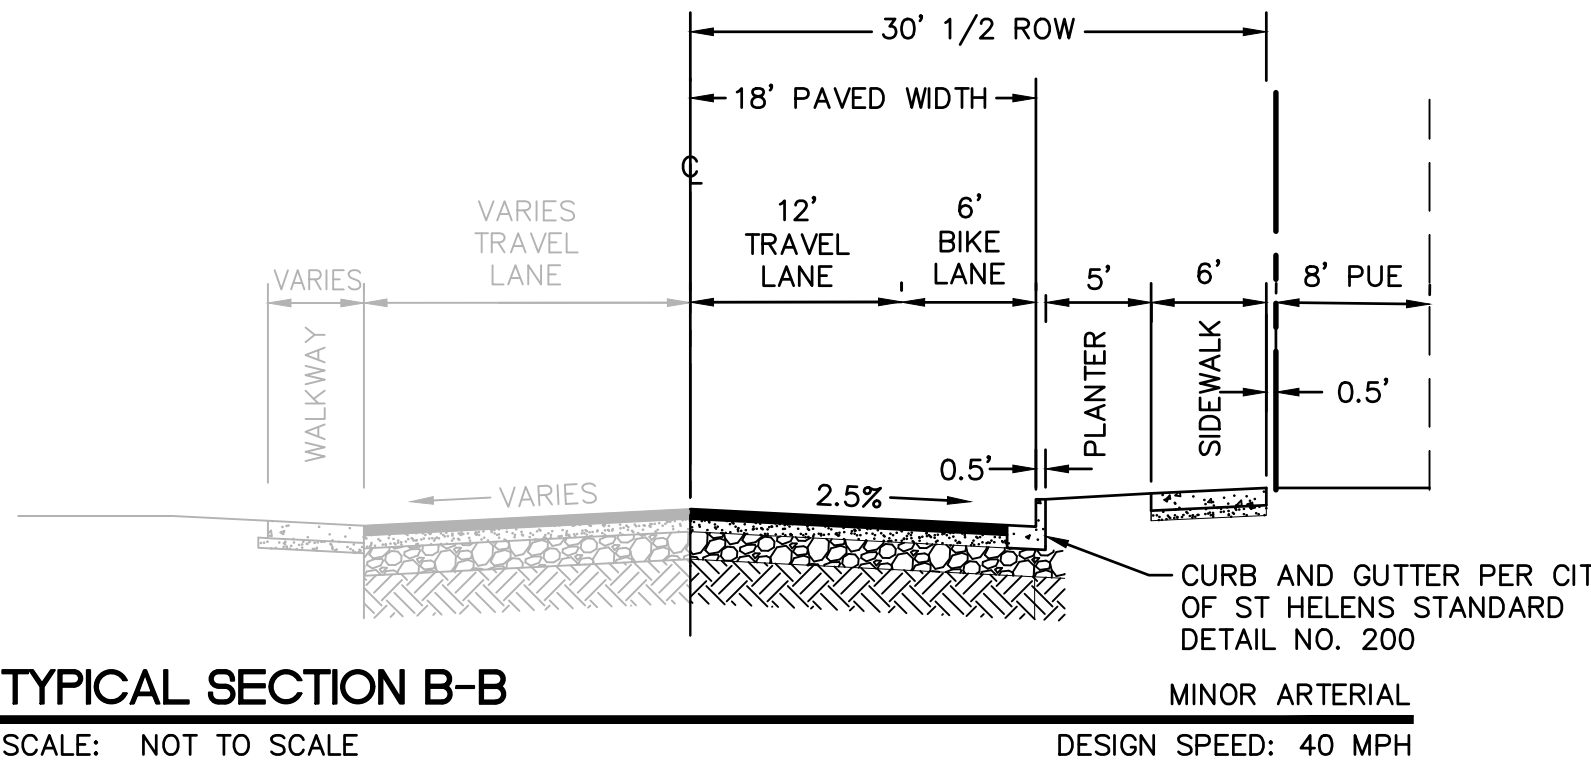 30' 1/2 ROW
18' PAVED WIDTH
CL
VARIES
TRAVEL
LANE
12'
TRAVEL
LANE
6'
BIKE
LANE
VARIES
5'
6'
8' PUE
WALKWAY
PLANTER
SIDEWALK
0.5'
0.5'
VARIES
2.5%
CURB AND GUTTER PER CIT
OF ST HELENS STANDARD
DETAIL NO. 200
TYPICAL SECTION B-B
MINOR ARTERIAL
SCALE: NOT TO SCALE
DESIGN SPEED: 40 MPH